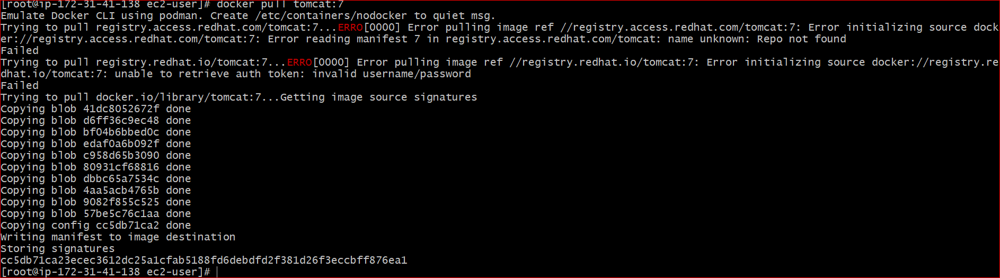 [root@ip-172-31-41-138 ec2-user]# docker pull tomcat:7
Emulate Docker CLI using podman. Create /etc/containers/nodocker to quiet msg.
Trying to pull registry.access.redhat.com/tomcat:7...ERRO[0000] Error pulling image ref //registry.access.redhat.com/tomcat:7: Error initializing source dock
er://registry.access.redhat.com/tomcat:7: Error reading manifest 7 in registry.access.redhat.com/tomcat: name unknown: Repo not found
Failed
Trying to pull registry.redhat.io/tomcat:7...ERRO[0000] Error pulling image ref //registry.redhat.io/tomcat:7: Error initializing source docker://registry.re
dhat.io/tomcat:7: unable to retrieve auth token: invalid username/password
Failed
Trying to pull docker.io/library/tomcat:7...Getting image source signatures
Copying blob 41dc8052672f done
Copying blob d6ff36c9ec48 done
Copying blob bf04b6bbed0c done
Copying blob edaf0a6b092f done
Copying blob c958d65b3090 done
Copying blob 80931cf68816 done
Copying blob dbbc65a7534c done
Copying blob 4aa5acb4765b done
Copying blob 9082f855c525 done
Copying blob 57be5c76c1aa done
Copying config cc5db71ca2 done
Writing manifest to image destination
Storing signatures
cc5db71ca23ecec3612dc25a1cfab5188fd6debdfd2f381d26f3eccbff876ea1
[root@ip-172-31-41-138 ec2-user]#